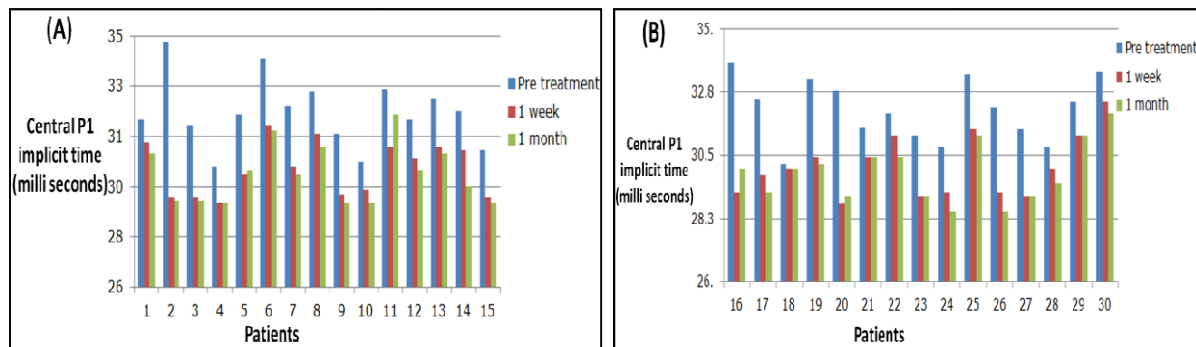 (A)
35
33
31
30
28
26
Central P1
implicit time
(milli seconds)
1 2 3 4 5 6 7 8 9 10 11 12 13 14 15
Patients
Pre treatment
1 week
1 month
(B)
35.
32.8
30.5
28.3
26.
Central P1
implicit time
(milli seconds)
16 17 18 19 20 21 22 23 24 25 26 27 28 29 30
Patients
Pre treatment
1 week
1 month